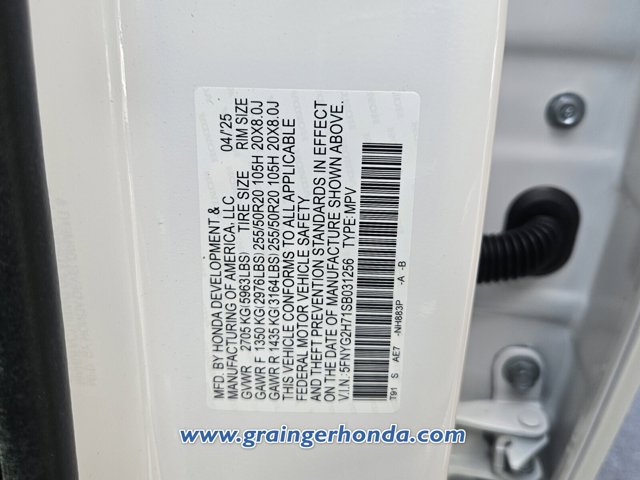 MFD. BY HONDA DEVELOPMENT & 04/25
MANUFACTURING OF AMERICA, LLC
GVWR 2705 KG(5963LBS) TIRE SIZE RIM SIZE
GAWR F 1350 KG(2976LBS) 255/50R20 105H 20X8.0J
GAWR R 1435 KG(3164LBS) 255/50R20 105H 20X8.0J
THIS VEHICLE CONFORMS TO ALL APPLICABLE
FEDERAL MOTOR VEHICLE SAFETY
AND THEFT PREVENTION STANDARDS IN EFFECT
ON THE DATE OF MANUFACTURE SHOWN ABOVE.
V.I.N.:5FNYG2H71SB031256 TYPE:MPV
T91 S AE7 -NH883P -A -B
www.graingerhonda.com